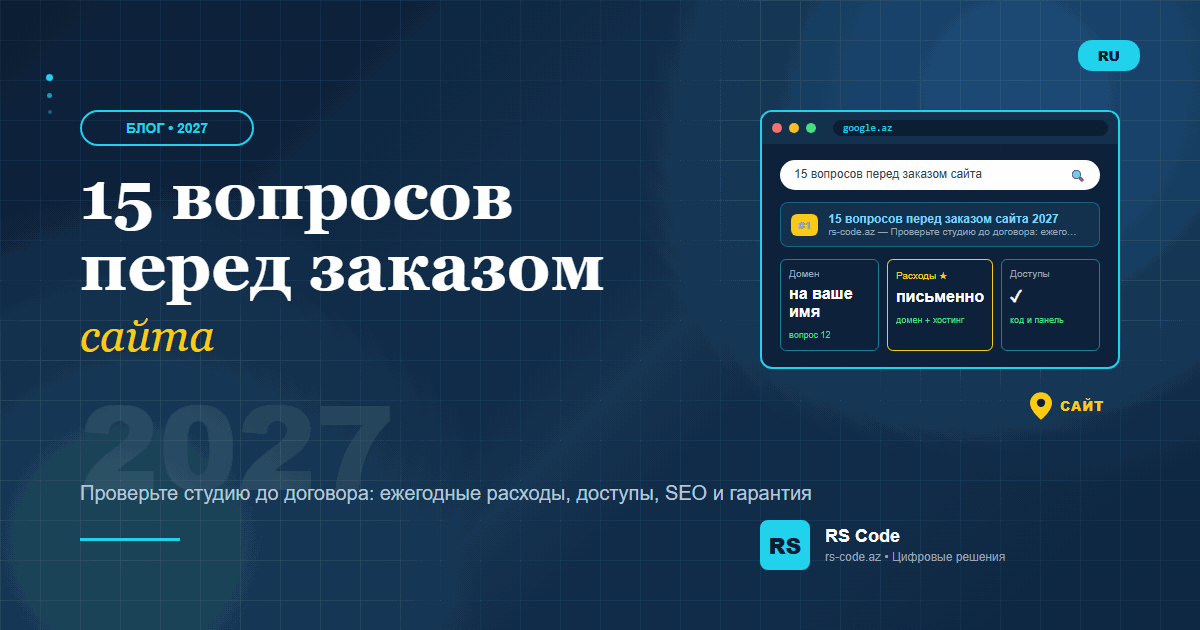 RU
БЛОГ • 2027
15 вопросов
перед заказом
сайта
2027
Проверьте студию до договора: ежегодные расходы, доступы, SEO и гарантия
google.az
15 вопросов перед заказом сайта
#1
15 вопросов перед заказом сайта 2027
rs-code.az — Проверьте студию до договора: ежего...
Домен
на ваше
имя
вопрос 12
Расходы ★
письменно
домен + хостинг
Доступы
✓
код и панель
САЙТ
RS
RS Code
rs-code.az • Цифровые решения